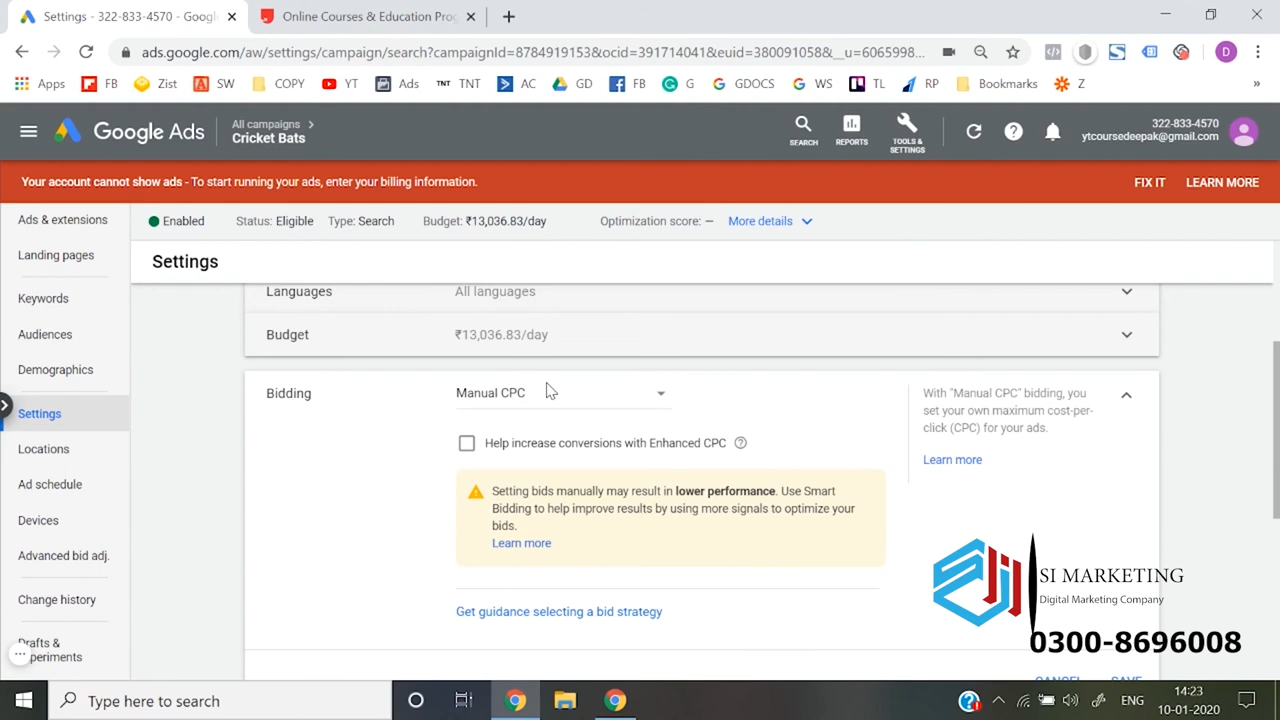 Settings - 322-833-4570 - Goog
Online Courses & Education Prog
ads.google.com/aw/settings/campaign/search?campaignId=8784919153&ocid=391714041&euid=380091058&__u=6065998...
D
Apps FB Zist SW COPY YT Ads TNT TNT AC GD FB G GDOCS WS TL RP Bookmarks Z »
Google Ads
All campaigns
Cricket Bats
SEARCH
REPORTS
TOOLS &
SETTINGS
322-833-4570
ytcoursedeepak@gmail.com
Your account cannot show ads - To start running your ads, enter your billing information.
FIX IT
LEARN MORE
Enabled Status: Eligible Type: Search Budget: ₹13,036.83/day Optimization score: – More details
Ads & extensions
Landing pages
Keywords
Audiences
Demographics
Settings
Locations
Ad schedule
Devices
Advanced bid adj.
Change history
Drafts &
periments
Settings
Languages All languages
Budget ₹13,036.83/day
Bidding
Manual CPC
Help increase conversions with Enhanced CPC
Setting bids manually may result in lower performance. Use Smart
Bidding to help improve results by using more signals to optimize your
bids.
Learn more
Get guidance selecting a bid strategy
With "Manual CPC" bidding, you
set your own maximum cost-per-
click (CPC) for your ads.
Learn more
CANCEL SAVE
SI MARKETING
Digital Marketing Company
0300-8696008
Type here to search
ENG
14:23
10-01-2020